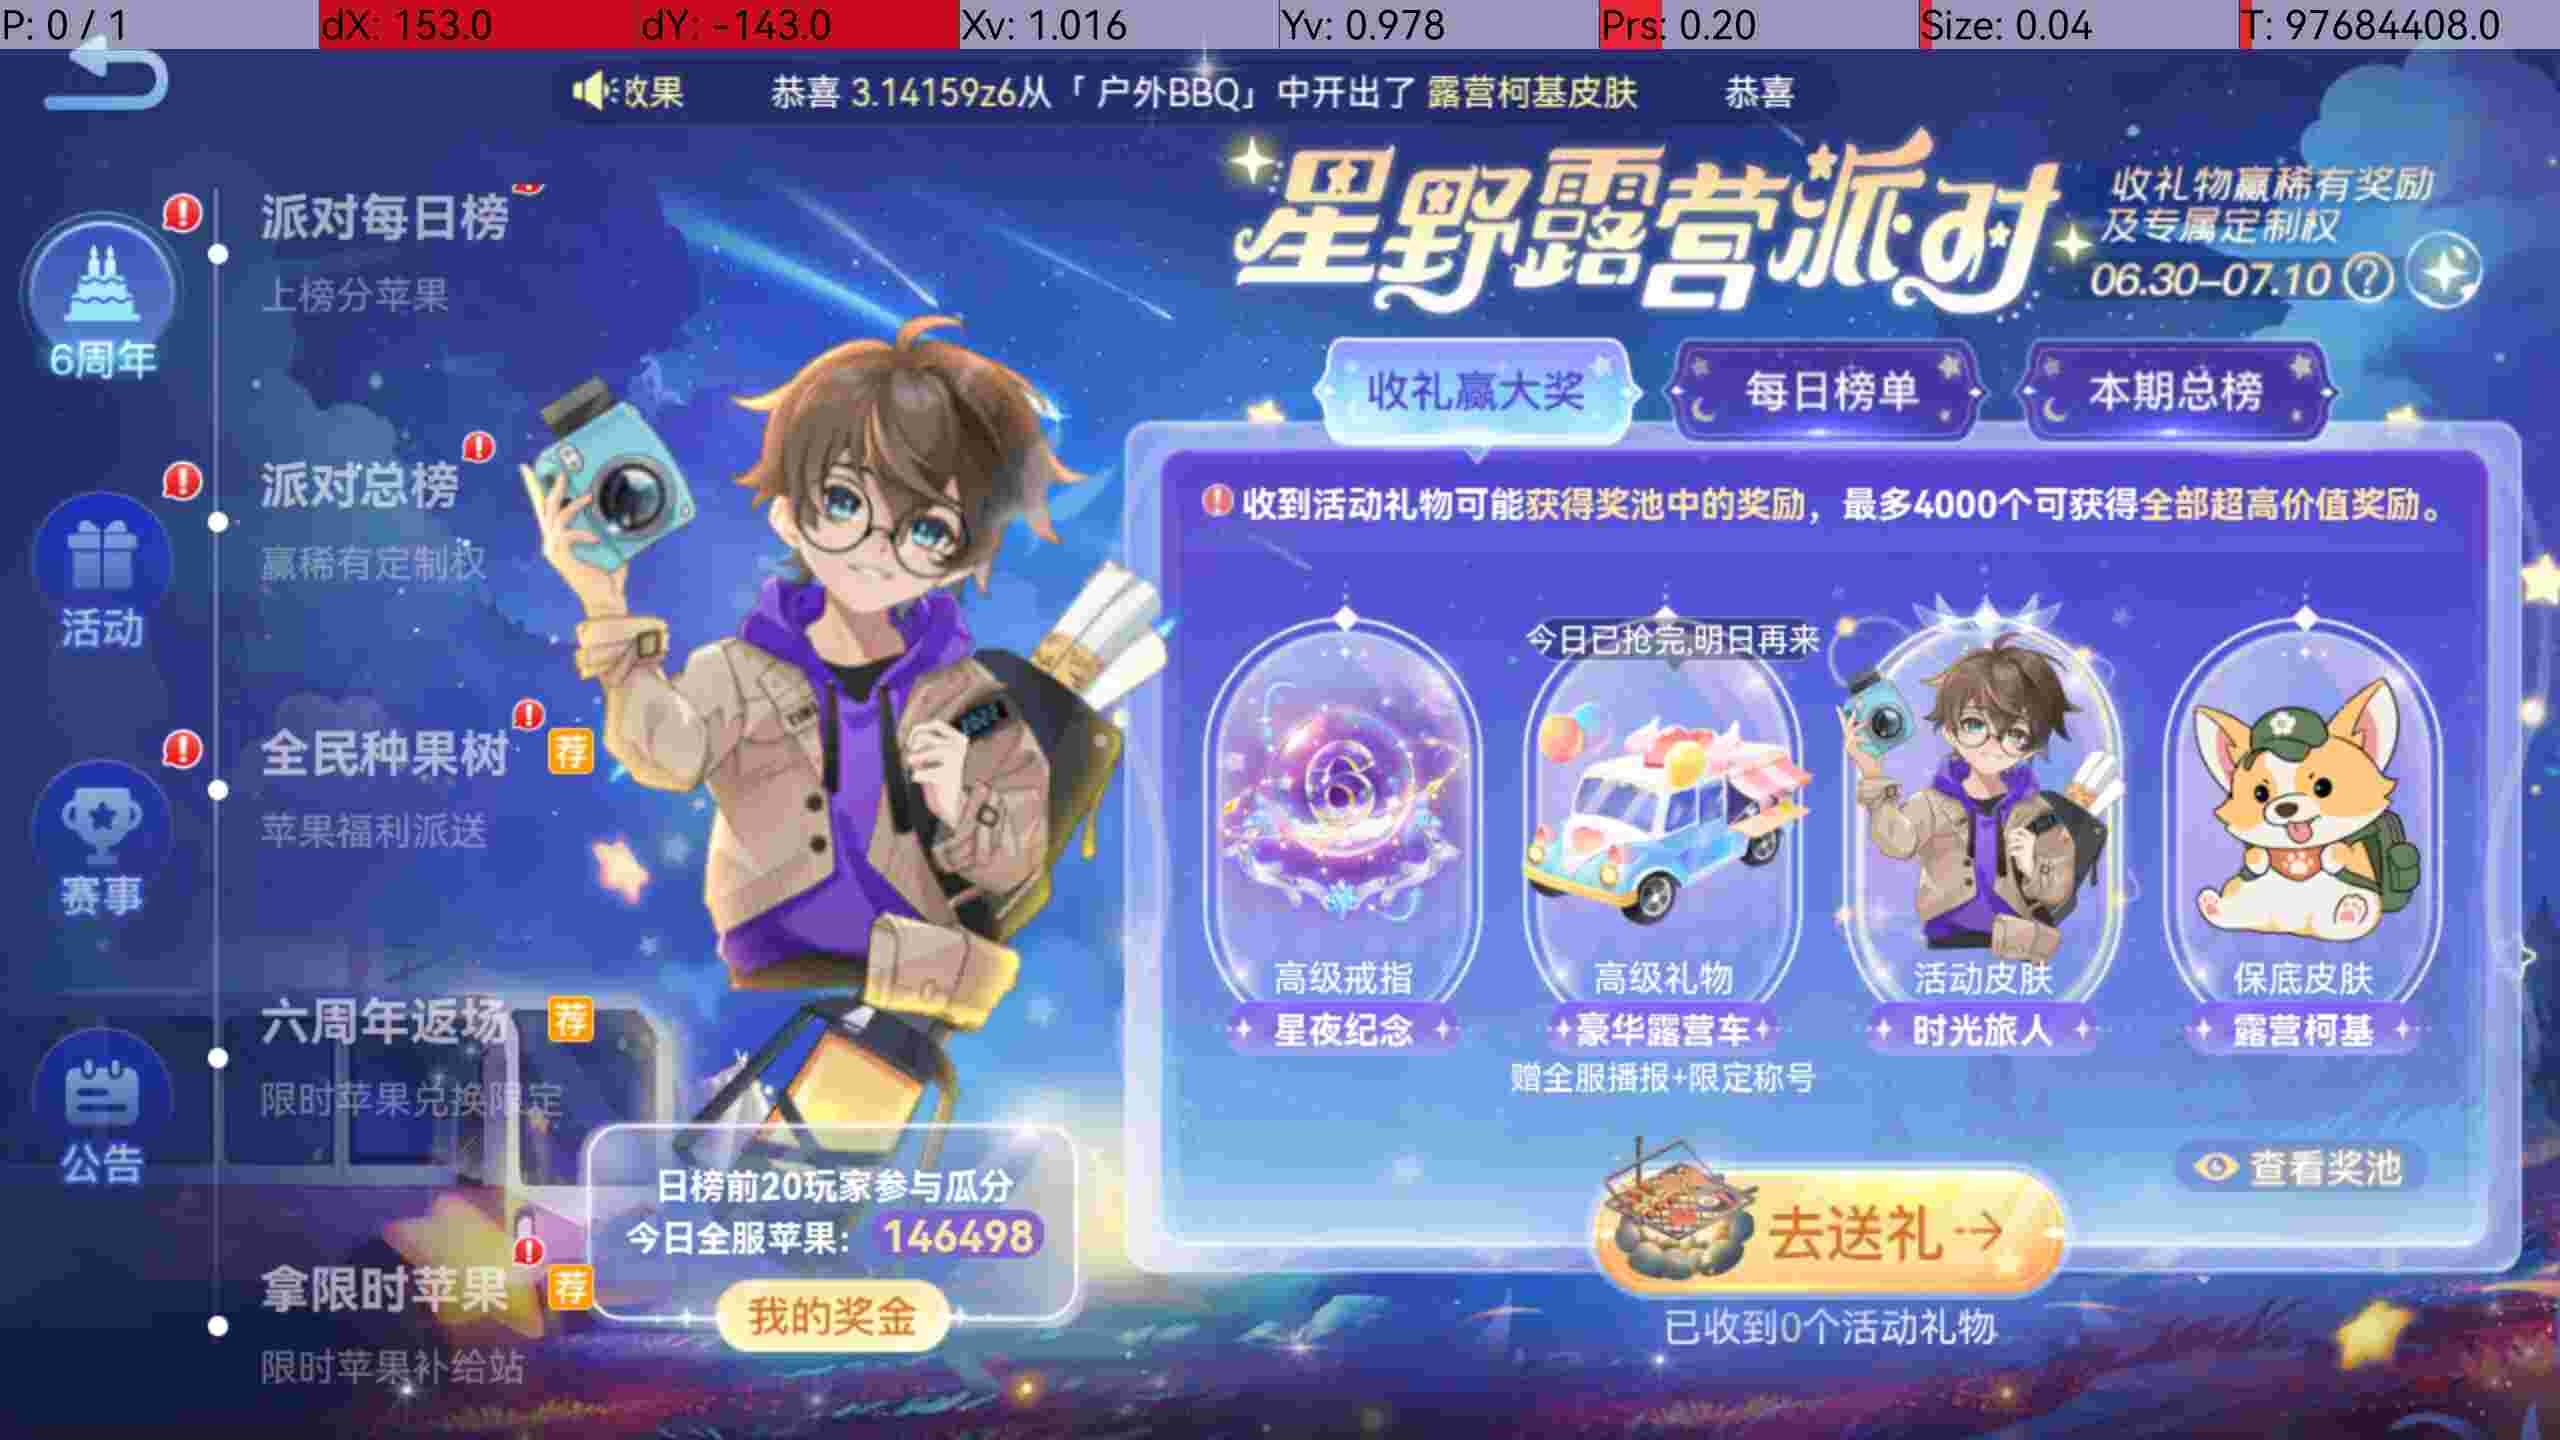 P: 0 / 1
dX: 153.0
dY: -143.0
Xv: 1.016
Yv: 0.978
Prs: 0.20
Size: 0.04
T: 97684408.0
效果 恭喜 3.14159z6从「 户外BBQ」中开出了 露营柯基皮肤 恭喜
星野露营派对
收礼物赢稀有奖励
及专属定制权
06.30-07.10
?
6周年
活动
赛事
公告
派对每日榜
上榜分苹果
派对总榜
赢稀有定制权
全民种果树
荐
苹果福利派送
六周年返场
荐
限时苹果兑换限定
拿限时苹果
荐
限时苹果补给站
日榜前20玩家参与瓜分
今日全服苹果: 146498
我的奖金
收礼赢大奖
每日榜单
本期总榜
收到活动礼物可能获得奖池中的奖励，最多4000个可获得全部超高价值奖励。
今日已抢完,明日再来
6
高级戒指
星夜纪念
高级礼物
豪华露营车
赠全服播报+限定称号
活动皮肤
时光旅人
保底皮肤
露营柯基
查看奖池
去送礼
已收到0个活动礼物